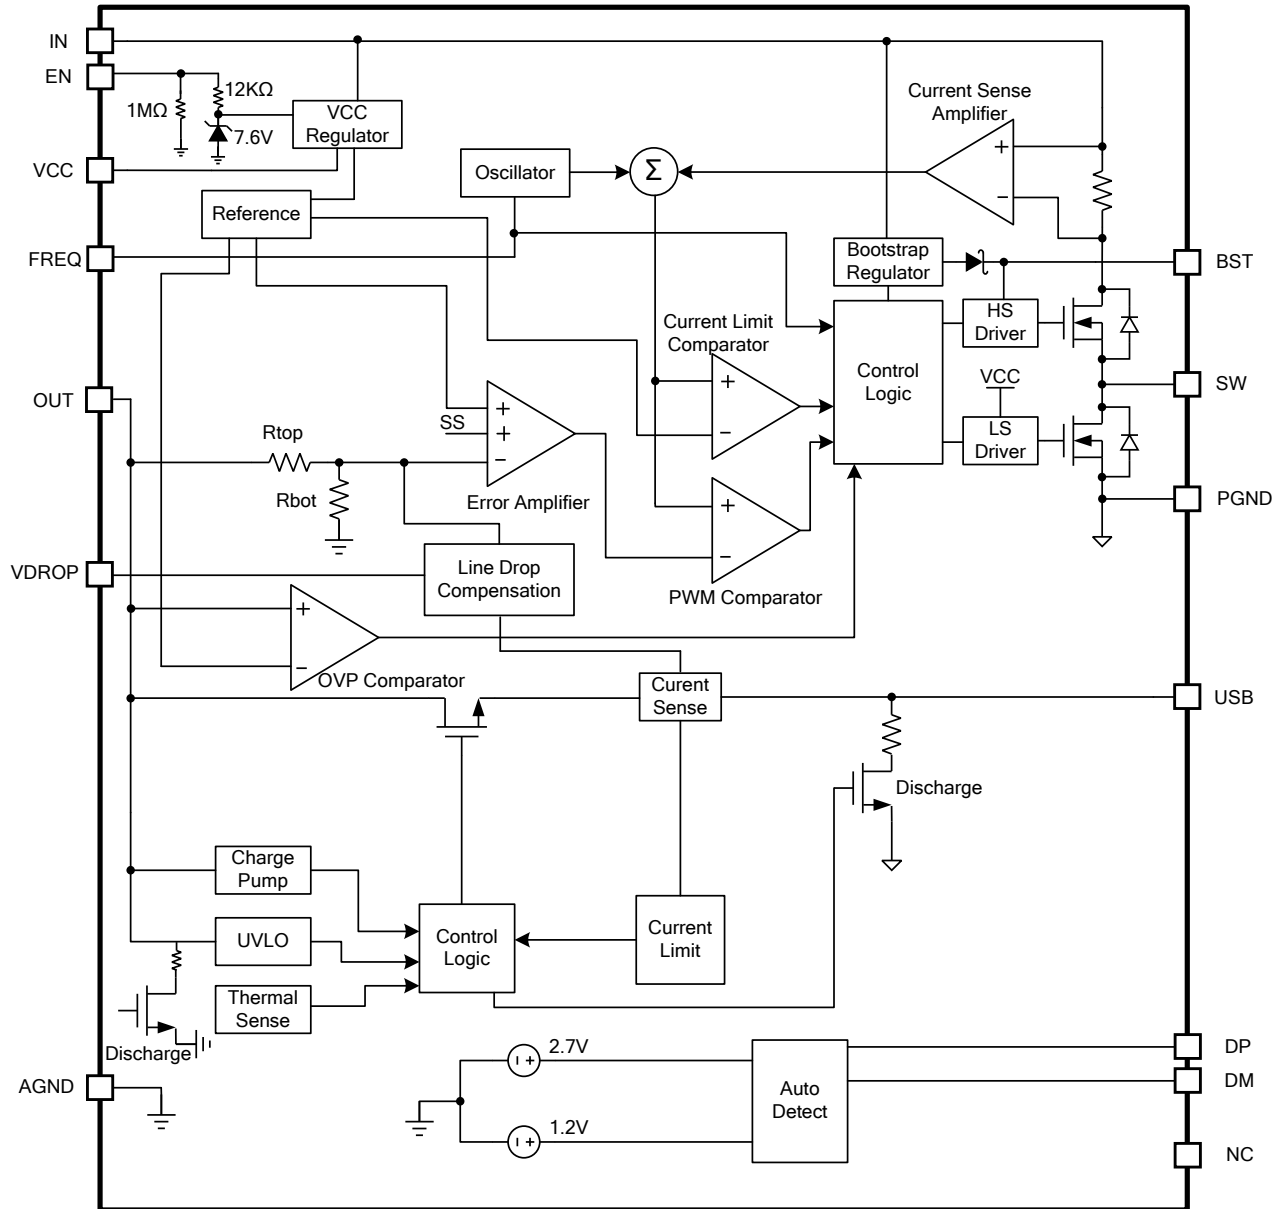 IN
EN
12KΩ
1MΩ
7.6V
VCC
Regulator
Current Sense
Amplifier
+
−
VCC
Oscillator
Σ
Reference
FREQ
Bootstrap
Regulator
BST
HS
Driver
Current Limit
Comparator
+
−
Control
Logic
VCC
SW
OUT
LS
Driver
Rtop
SS
+
+
−
Rbot
Error Amplifier
+
−
PGND
VDROP
Line Drop
Compensation
PWM Comparator
+
−
OVP Comparator
Curent
Sense
USB
Discharge
Charge
Pump
UVLO
Control
Logic
Current
Limit
Thermal
Sense
Discharge
2.7V
DP
AGND
DM
Auto
Detect
1.2V
NC